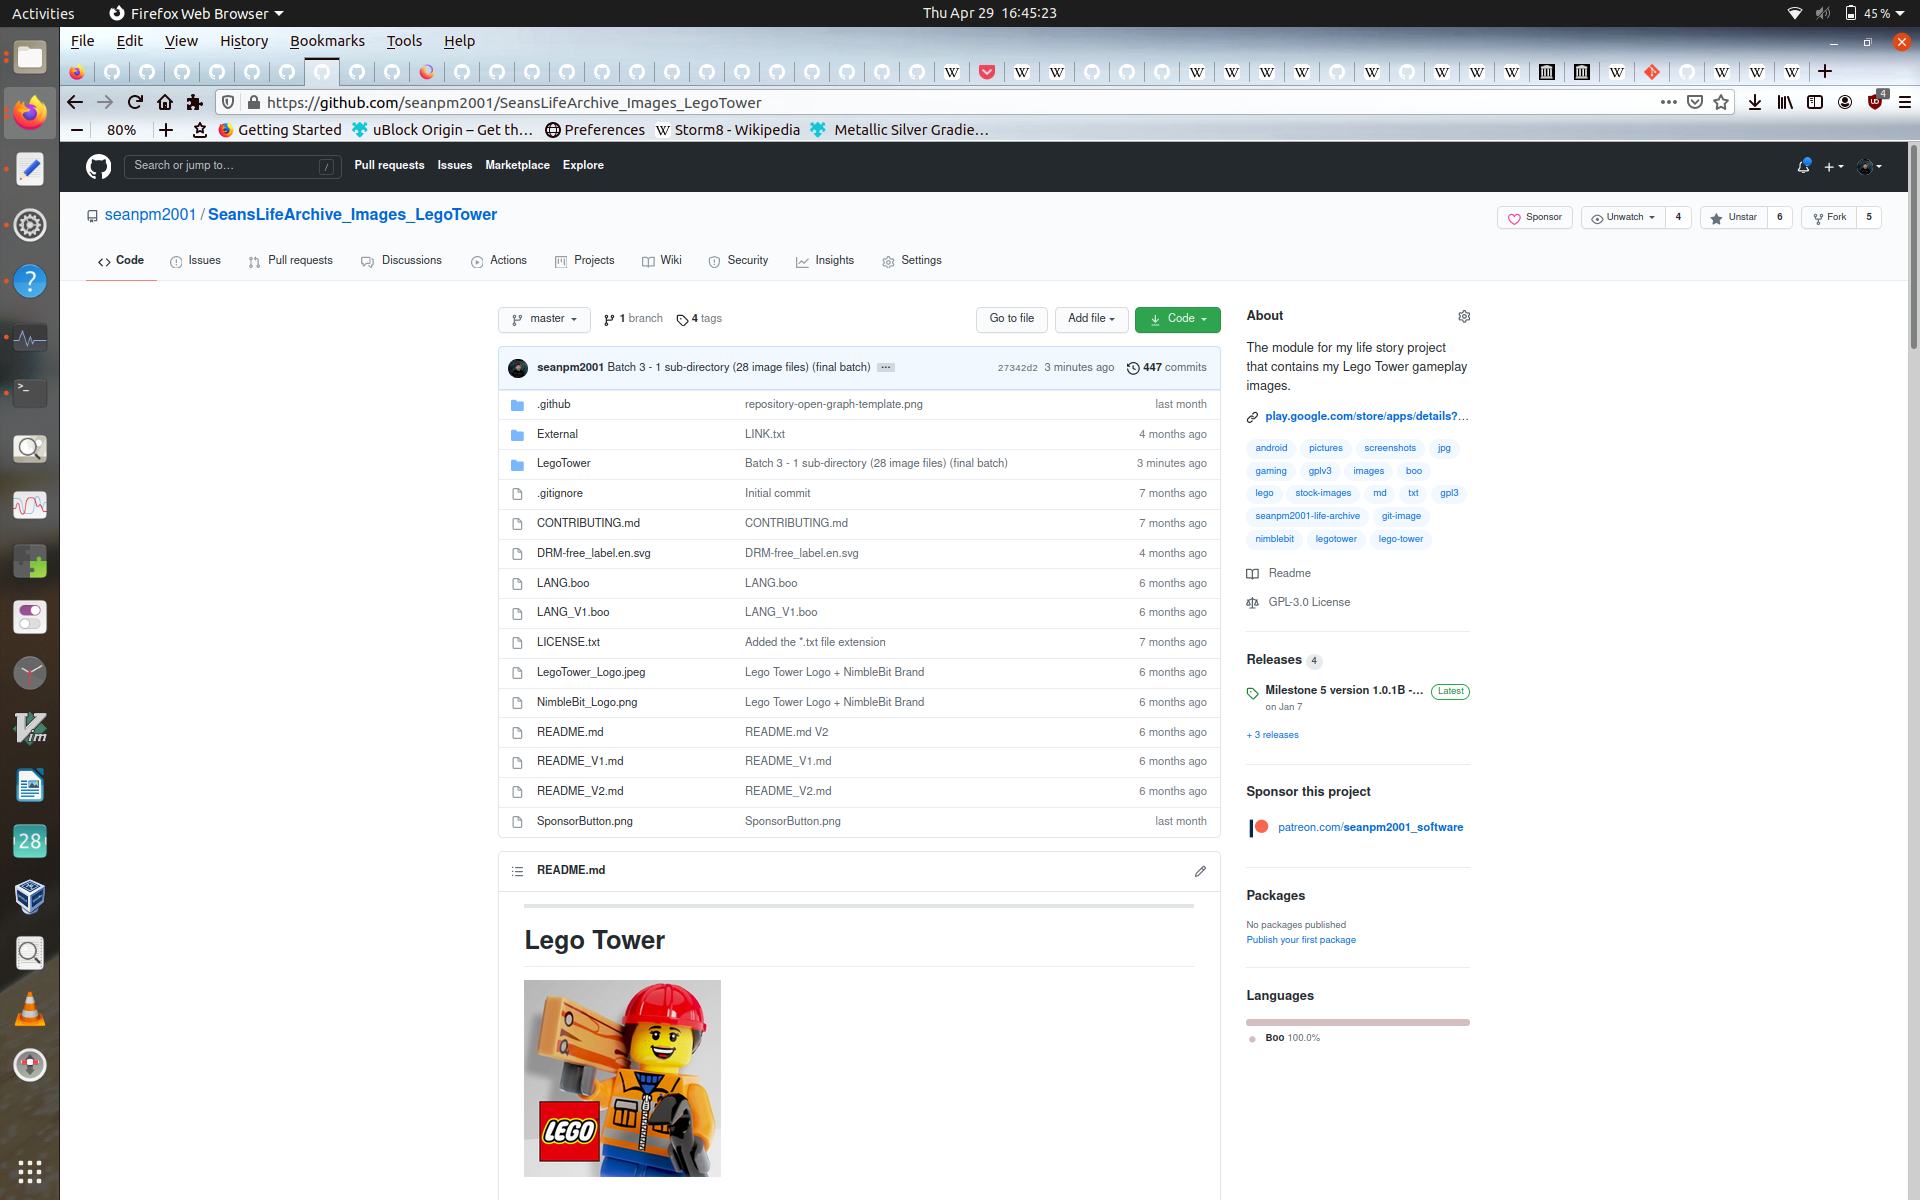 Activities Firefox Web Browser Thu Apr 29 16:45:23 45 %
File Edit View History Bookmarks Tools Help
https://github.com/seanpm2001/SeansLifeArchive_Images_LegoTower 4
80% Getting Started uBlock Origin – Get th… Preferences W Storm8 - Wikipedia Metallic Silver Gradie…
Search or jump to… / Pull requests Issues Marketplace Explore
seanpm2001 / SeansLifeArchive_Images_LegoTower Sponsor Unwatch 4 Unstar 6 Fork 5
Code Issues Pull requests Discussions Actions Projects Wiki Security Insights Settings
master 1 branch 4 tags Go to file Add file Code
seanpm2001 Batch 3 - 1 sub-directory (28 image files) (final batch) ... 27342d2 3 minutes ago 447 commits
.github repository-open-graph-template.png last month
External LINK.txt 4 months ago
LegoTower Batch 3 - 1 sub-directory (28 image files) (final batch) 3 minutes ago
.gitignore Initial commit 7 months ago
CONTRIBUTING.md CONTRIBUTING.md 7 months ago
DRM-free_label.en.svg DRM-free_label.en.svg 4 months ago
LANG.boo LANG.boo 6 months ago
LANG_V1.boo LANG_V1.boo 6 months ago
LICENSE.txt Added the *.txt file extension 7 months ago
LegoTower_Logo.jpeg Lego Tower Logo + NimbleBit Brand 6 months ago
NimbleBit_Logo.png Lego Tower Logo + NimbleBit Brand 6 months ago
README.md README.md V2 6 months ago
README_V1.md README_V1.md 6 months ago
README_V2.md README_V2.md 6 months ago
SponsorButton.png SponsorButton.png last month
README.md
Lego Tower
LEGO
About
The module for my life story project
that contains my Lego Tower gameplay
images.
play.google.com/store/apps/details?…
android pictures screenshots jpg
gaming gplv3 images boo
lego stock-images md txt gpl3
seanpm2001-life-archive git-image
nimblebit legotower lego-tower
Readme
GPL-3.0 License
Releases 4
Milestone 5 version 1.0.1B -… Latest
on Jan 7
+ 3 releases
Sponsor this project
patreon.com/seanpm2001_software
Packages
No packages published
Publish your first package
Languages
Boo 100.0%
28
Vim